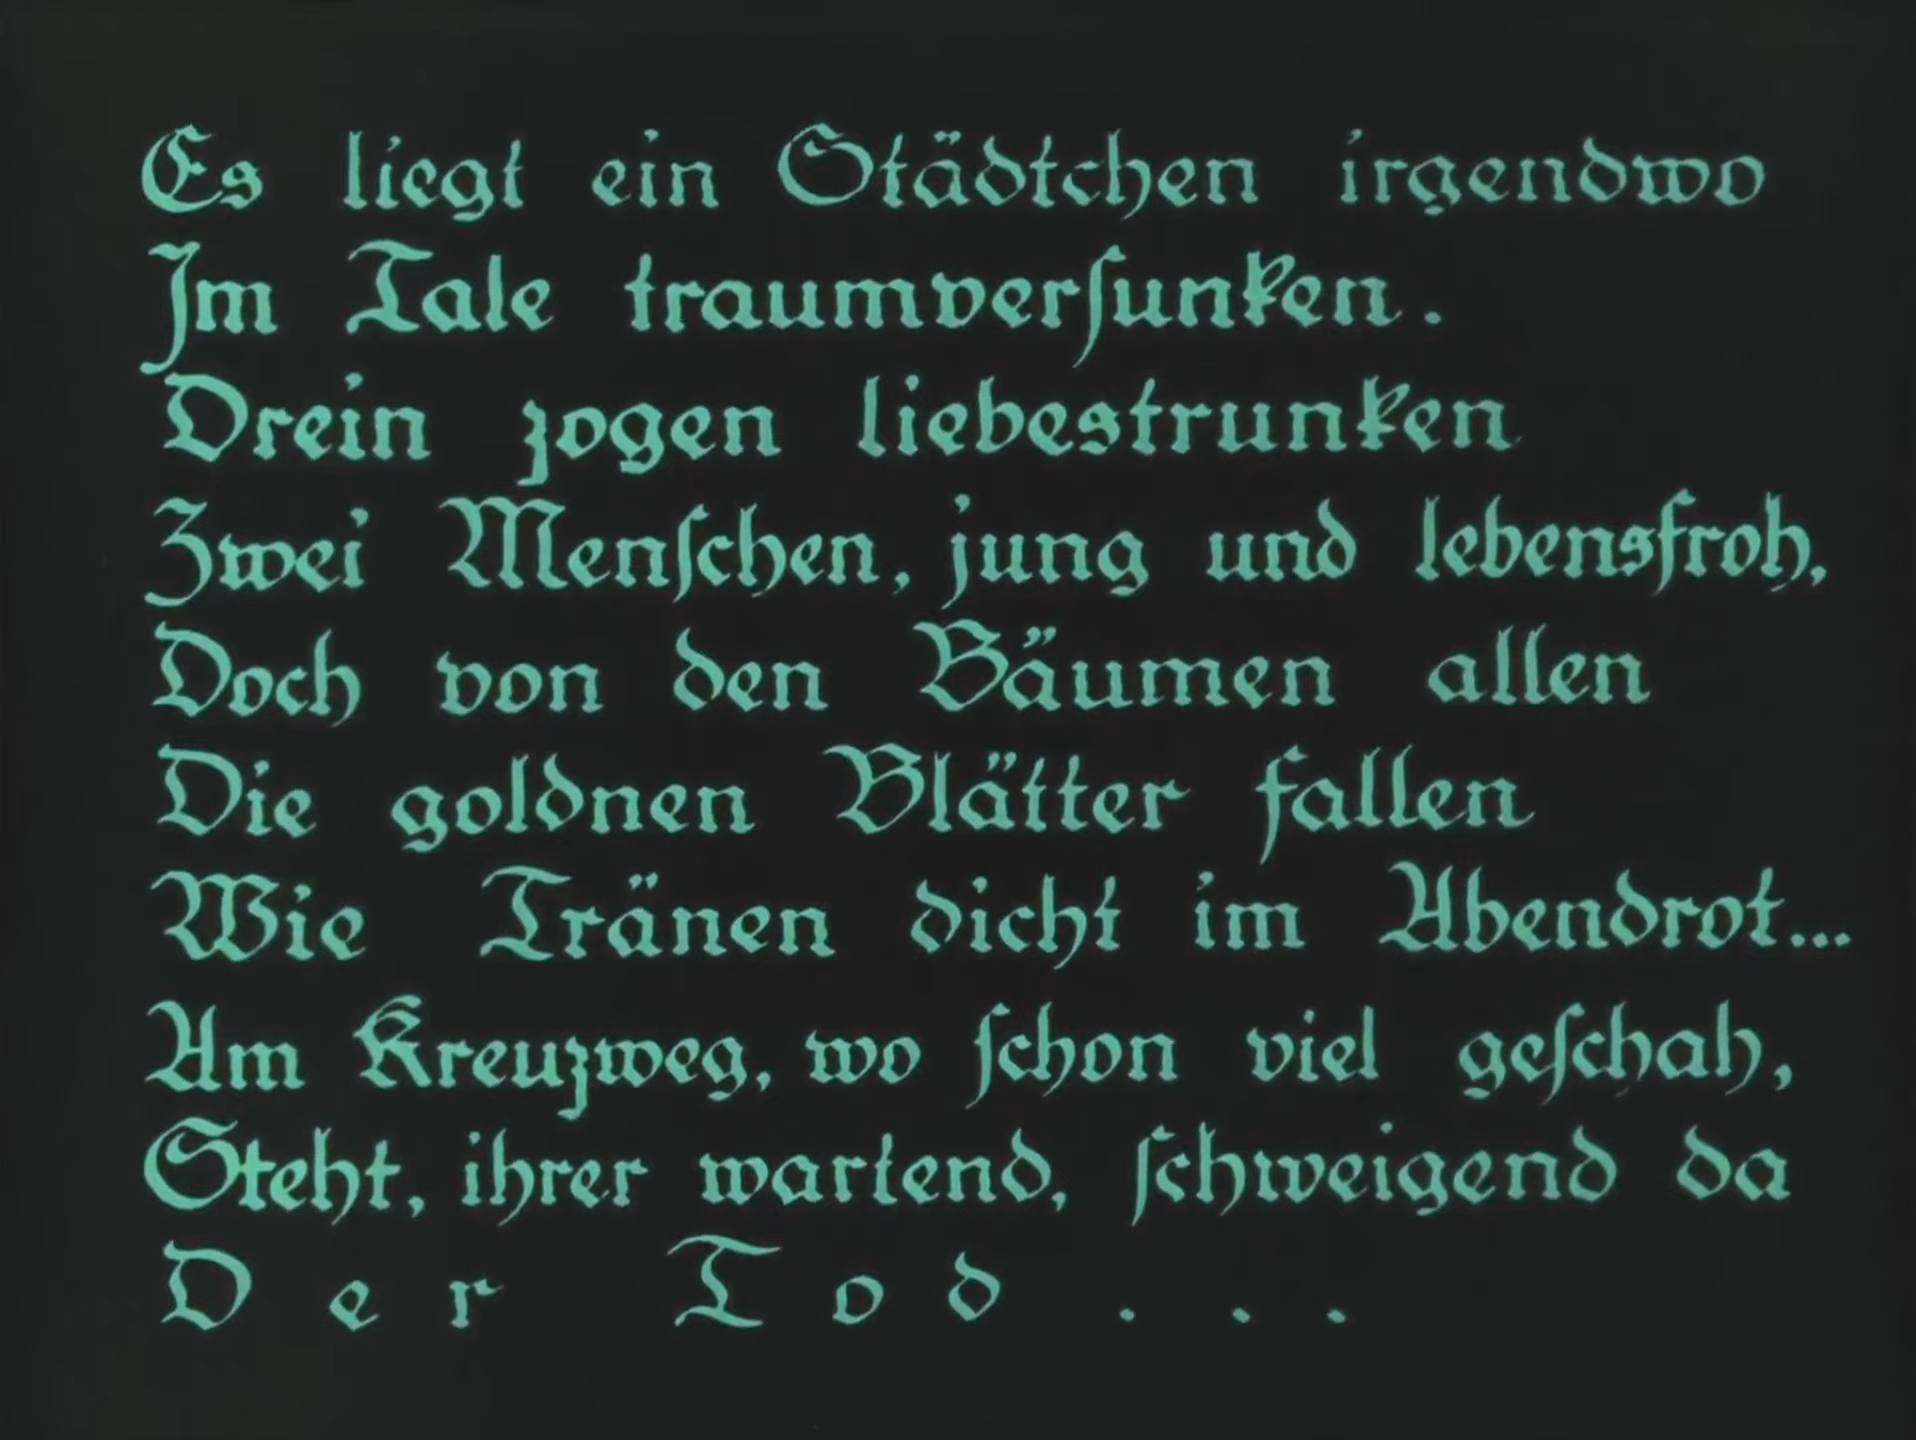 Es liegt ein Städtchen irgendwo
Im Tale traumversunken.
Drein zogen liebestrunken
Zwei Menschen, jung und lebensfroh,
Doch von den Bäumen allen
Die goldnen Blätter fallen
Wie Tränen dicht im Abendrot...
Am Kreuzweg, wo schon viel geschah,
Steht, ihrer wartend, schweigend da
Der Tod...